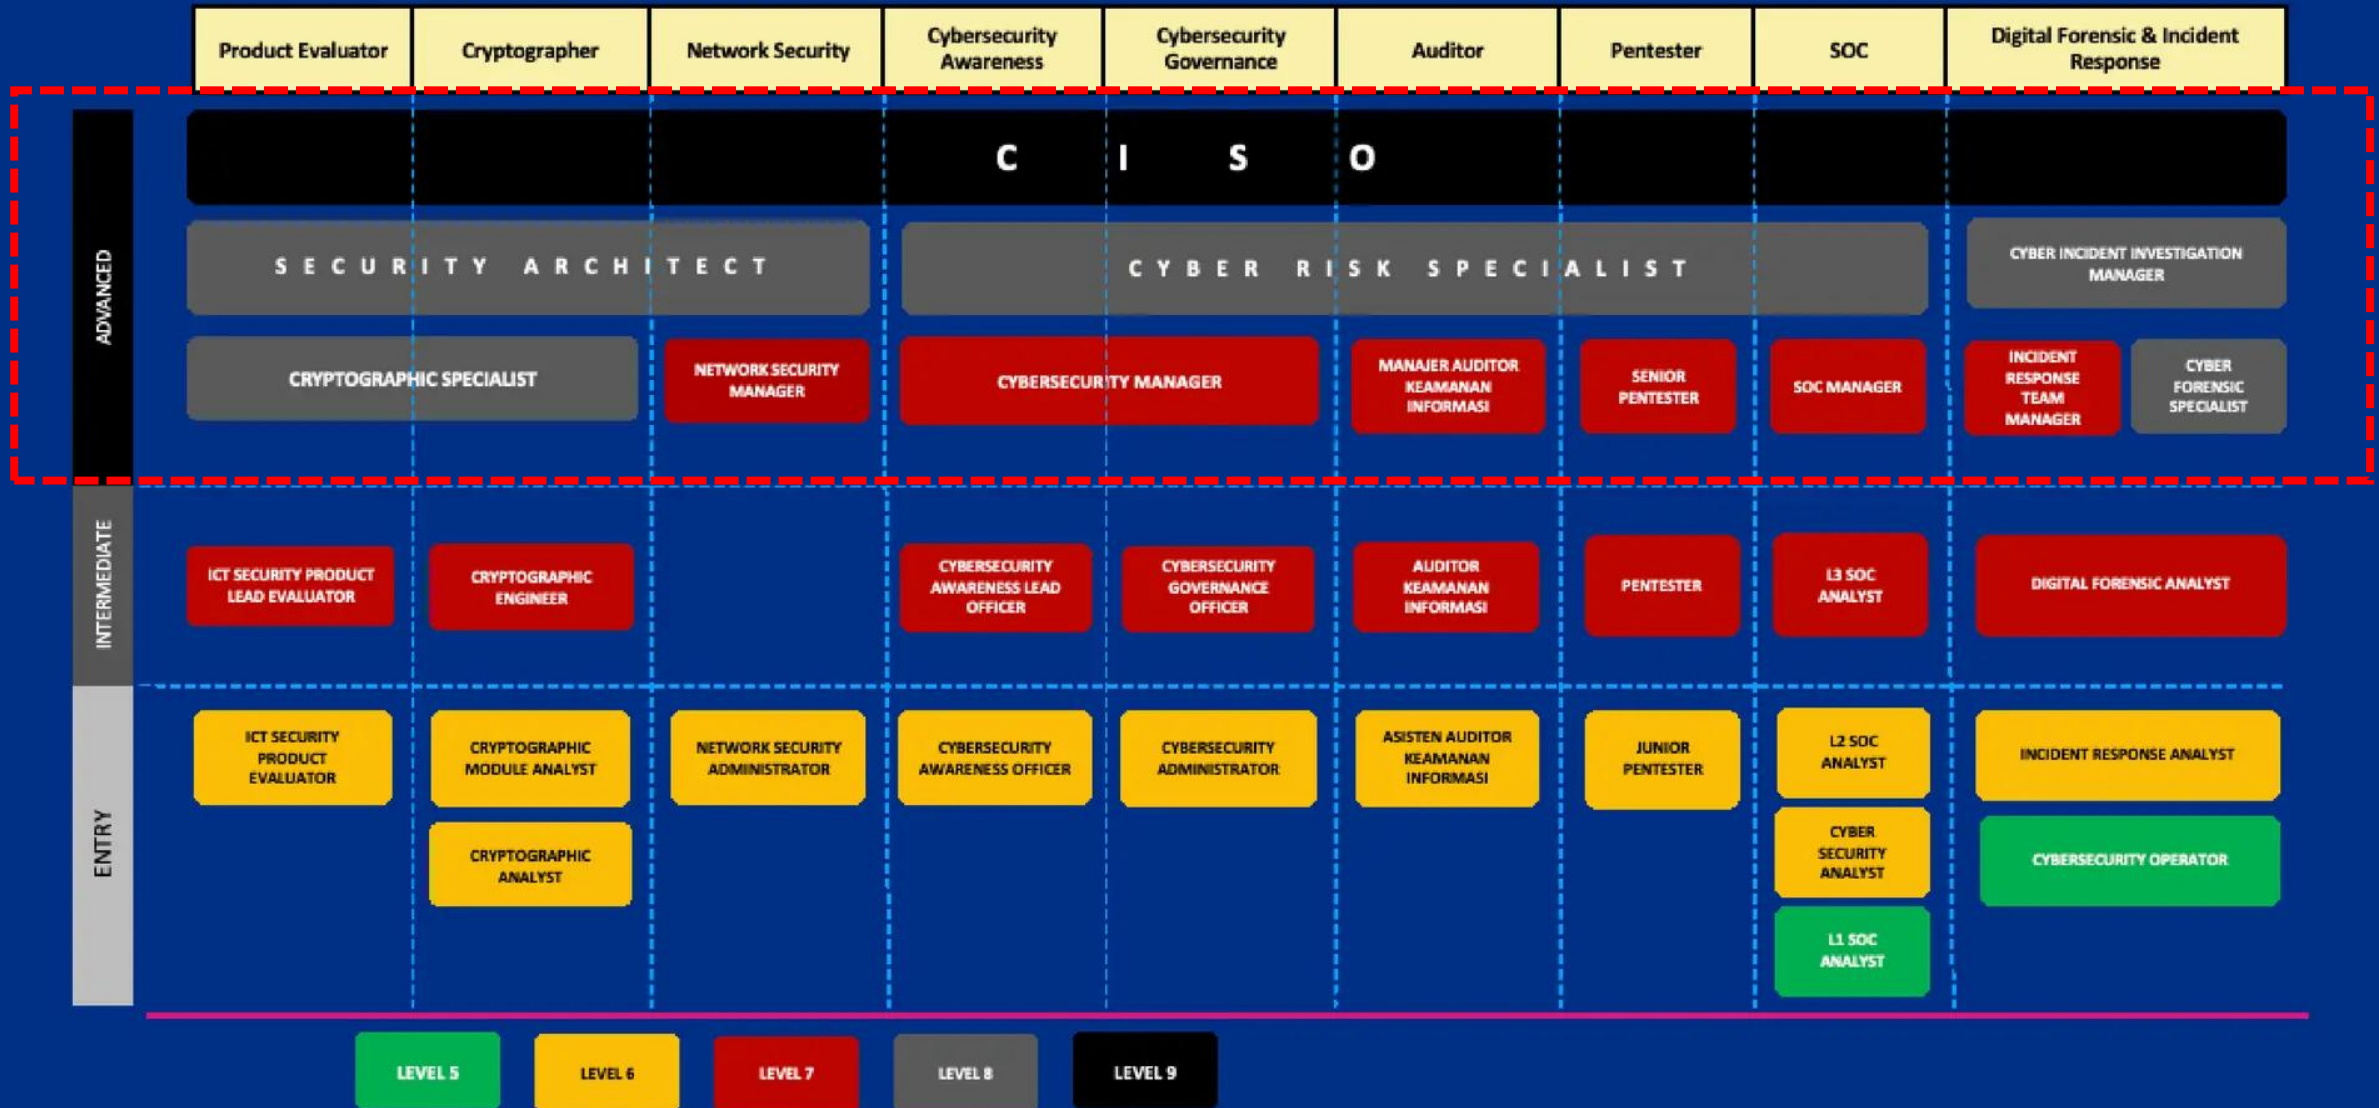 Product Evaluator
Cryptographer
Network Security
Cybersecurity
Awareness
Cybersecurity
Governance
Auditor
Pentester
SOC
Digital Forensic & Incident
Response
ADVANCED
C I S O
SECURITY ARCHITECT
CYBER RISK SPECIALIST
CYBER INCIDENT INVESTIGATION
MANAGER
CRYPTOGRAPHIC SPECIALIST
NETWORK SECURITY
MANAGER
CYBERSECURITY MANAGER
MANAJER AUDITOR
KEAMANAN
INFORMASI
SENIOR
PENTESTER
SOC MANAGER
INCIDENT
RESPONSE
TEAM
MANAGER
CYBER
FORENSIC
SPECIALIST
INTERMEDIATE
ICT SECURITY PRODUCT
LEAD EVALUATOR
CRYPTOGRAPHIC
ENGINEER
CYBERSECURITY
AWARENESS LEAD
OFFICER
CYBERSECURITY
GOVERNANCE
OFFICER
AUDITOR
KEAMANAN
INFORMASI
PENTESTER
L3 SOC
ANALYST
DIGITAL FORENSIC ANALYST
ENTRY
ICT SECURITY
PRODUCT
EVALUATOR
CRYPTOGRAPHIC
MODULE ANALYST
NETWORK SECURITY
ADMINISTRATOR
CYBERSECURITY
AWARENESS OFFICER
CYBERSECURITY
ADMINISTRATOR
ASISTEN AUDITOR
KEAMANAN
INFORMASI
JUNIOR
PENTESTER
L2 SOC
ANALYST
INCIDENT RESPONSE ANALYST
CRYPTOGRAPHIC
ANALYST
CYBER
SECURITY
ANALYST
CYBERSECURITY OPERATOR
L1 SOC
ANALYST
LEVEL 5
LEVEL 6
LEVEL 7
LEVEL 8
LEVEL 9